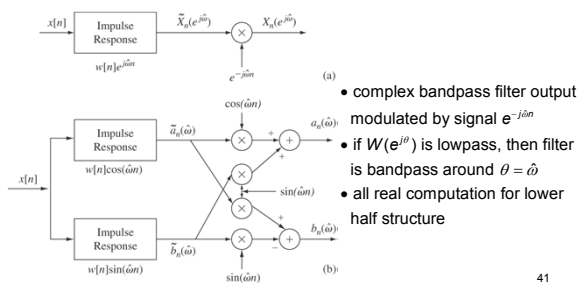 x[n]
Impulse
Response
w[n]e^{jω̂n}
X̃_n(e^{jω̂})
X_n(e^{jω̂})
×
e^{-jω̂n}
(a)
cos(ω̂n)
x[n]
Impulse
Response
w[n]cos(ω̂n)
ã_n(ω̂)
×
+
+
+
a_n(ω̂)
×
sin(ω̂n)
×
Impulse
Response
w[n]sin(ω̂n)
b̃_n(ω̂)
×
+
−
+
b_n(ω̂)
sin(ω̂n)
(b)
• complex bandpass filter output
modulated by signal e^{-jω̂n}
• if W(e^{jθ}) is lowpass, then filter
is bandpass around θ = ω̂
• all real computation for lower
half structure
41